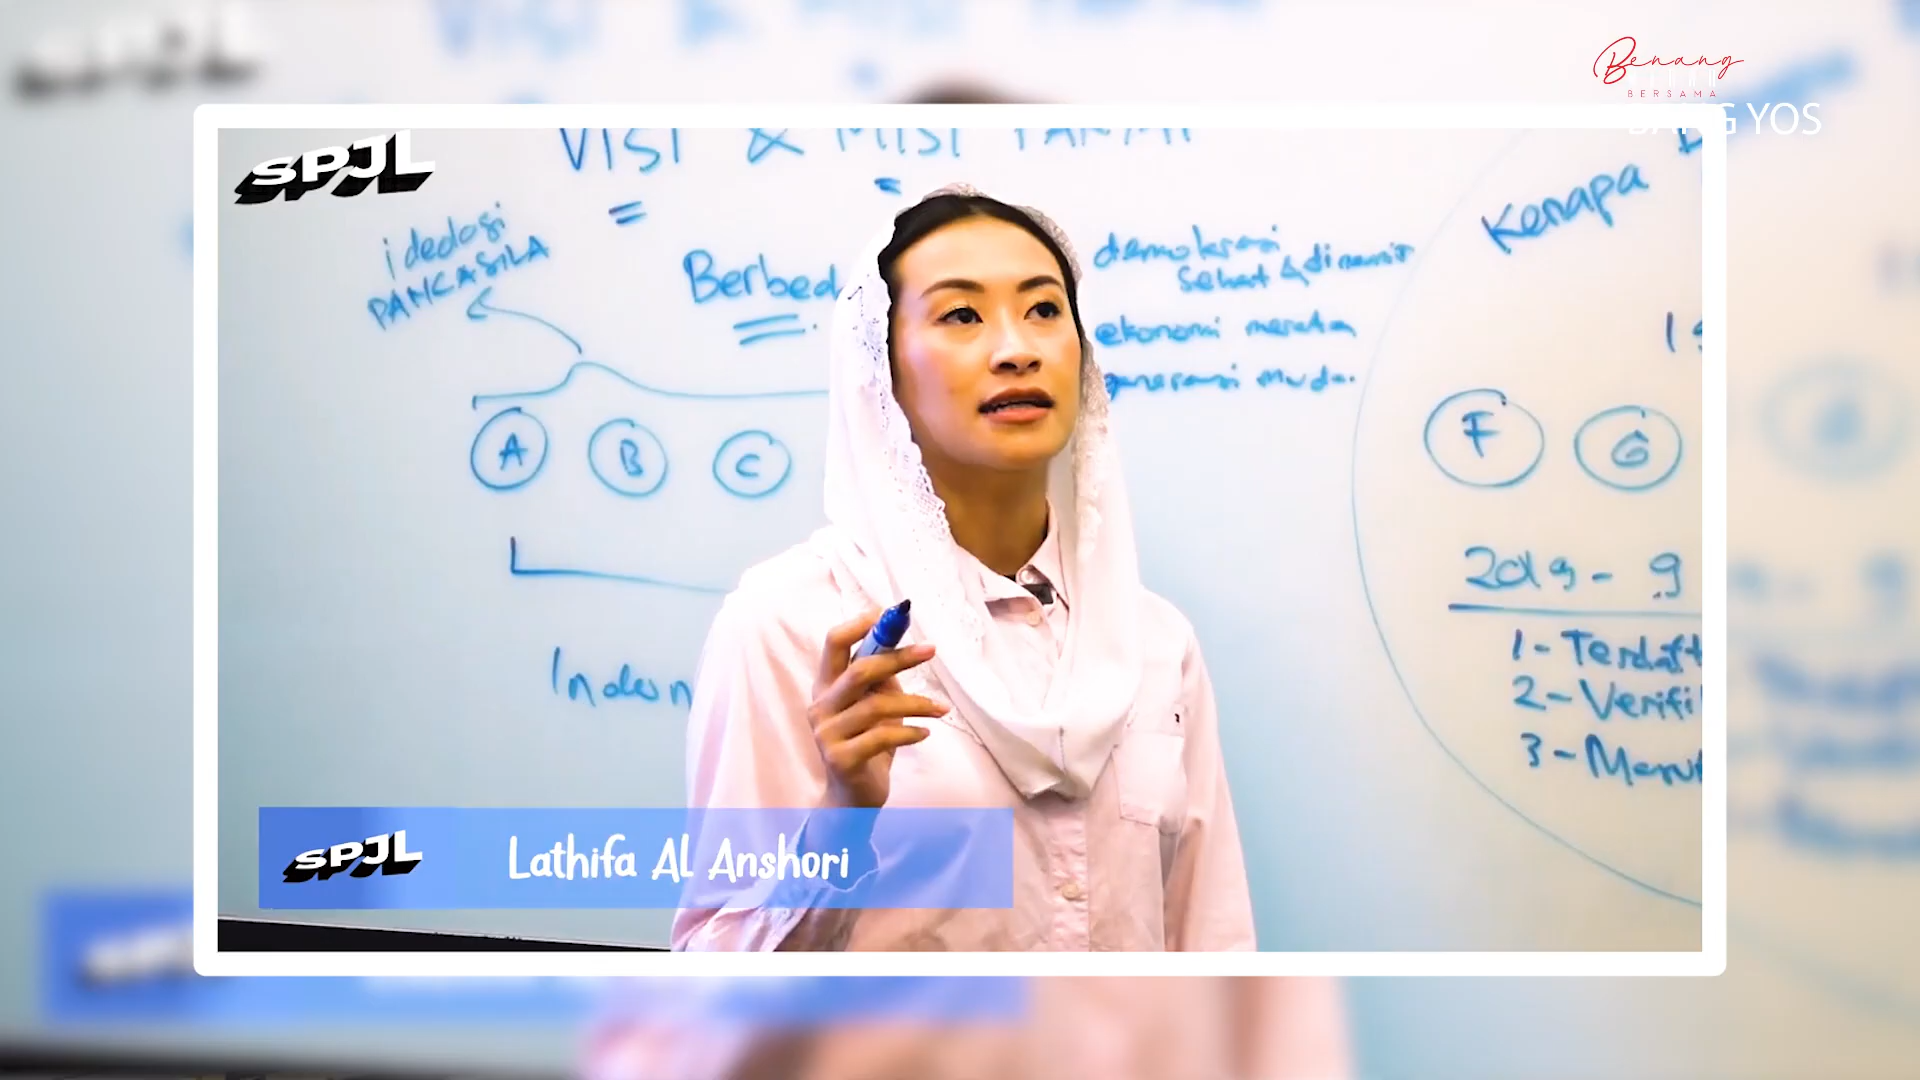 Benang
BERSAMA
BANG YOS
SPJL
VISI & MISI
ideologi
PANCASILA
Berbed
demokrasi
sehat & dinamis
ekonomi merata
generasi muda.
Kenapa
A B C
F G
2019 - 9
1 - Terdaft
2 - Verifi
3 -
Indon
SPJL Lathifa Al Anshori